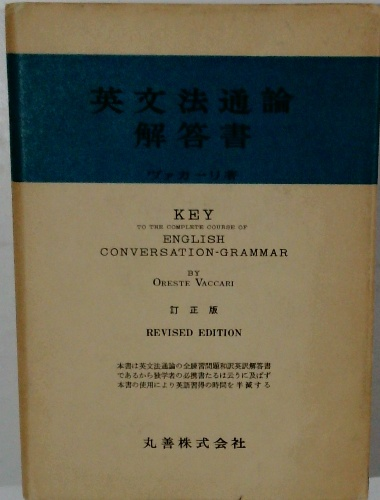 英文法通論
解答書
ヴァカーリ著
KEY
TO THE COMPLETE COURSE OF
ENGLISH
CONVERSATION-GRAMMAR
BY
ORESTE VACCARI
訂正版
REVISED EDITION
本書は英文法通論の全練習問題和訳英訳解答書
であるから独学者の必携書たるは云うに及ばず
本書の使用により英語習得の時間を半減する
丸善株式会社